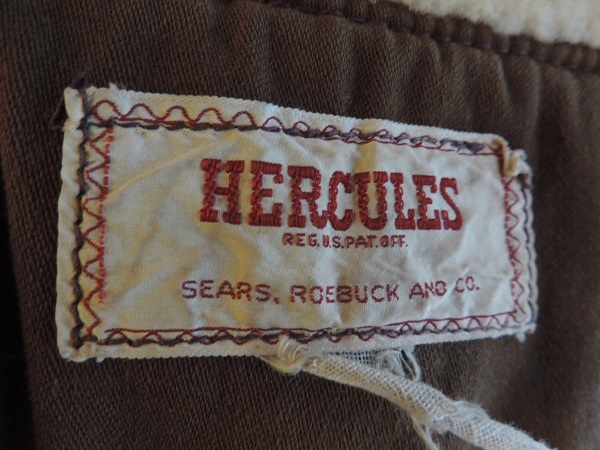 HERCULES
REG.U.S.PAT.OFF.
SEARS, ROEBUCK AND CO.